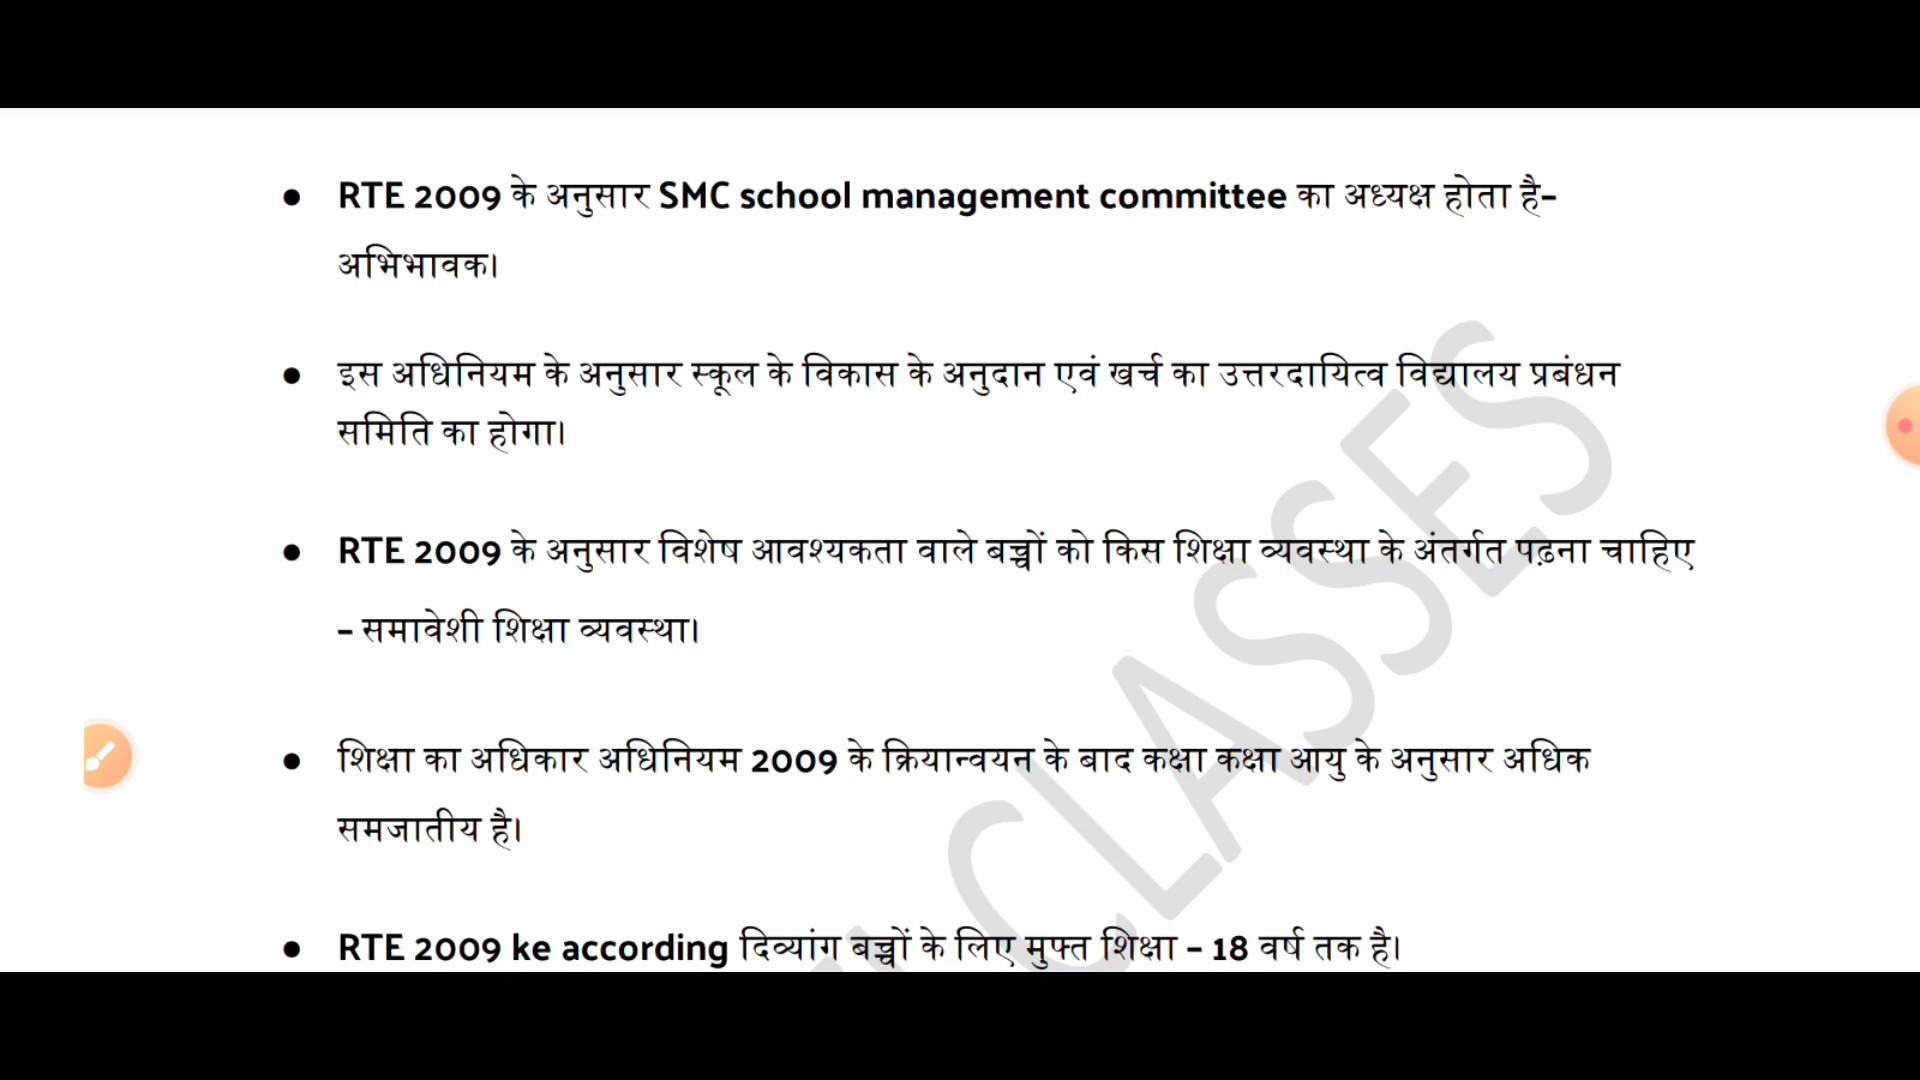 ● RTE 2009 के अनुसार SMC school management committee का अध्यक्ष होता है-
अभिभावक।
● इस अधिनियम के अनुसार स्कूल के विकास के अनुदान एवं खर्च का उत्तरदायित्व विद्यालय प्रबंधन
समिति का होगा।
● RTE 2009 के अनुसार विशेष आवश्यकता वाले बच्चों को किस शिक्षा व्यवस्था के अंतर्गत पढ़ना चाहिए
- समावेशी शिक्षा व्यवस्था।
● शिक्षा का अधिकार अधिनियम 2009 के क्रियान्वयन के बाद कक्षा कक्षा आयु के अनुसार अधिक
समजातीय है।
● RTE 2009 ke according दिव्यांग बच्चों के लिए मुफ्त शिक्षा - 18 वर्ष तक है।
CLASSES